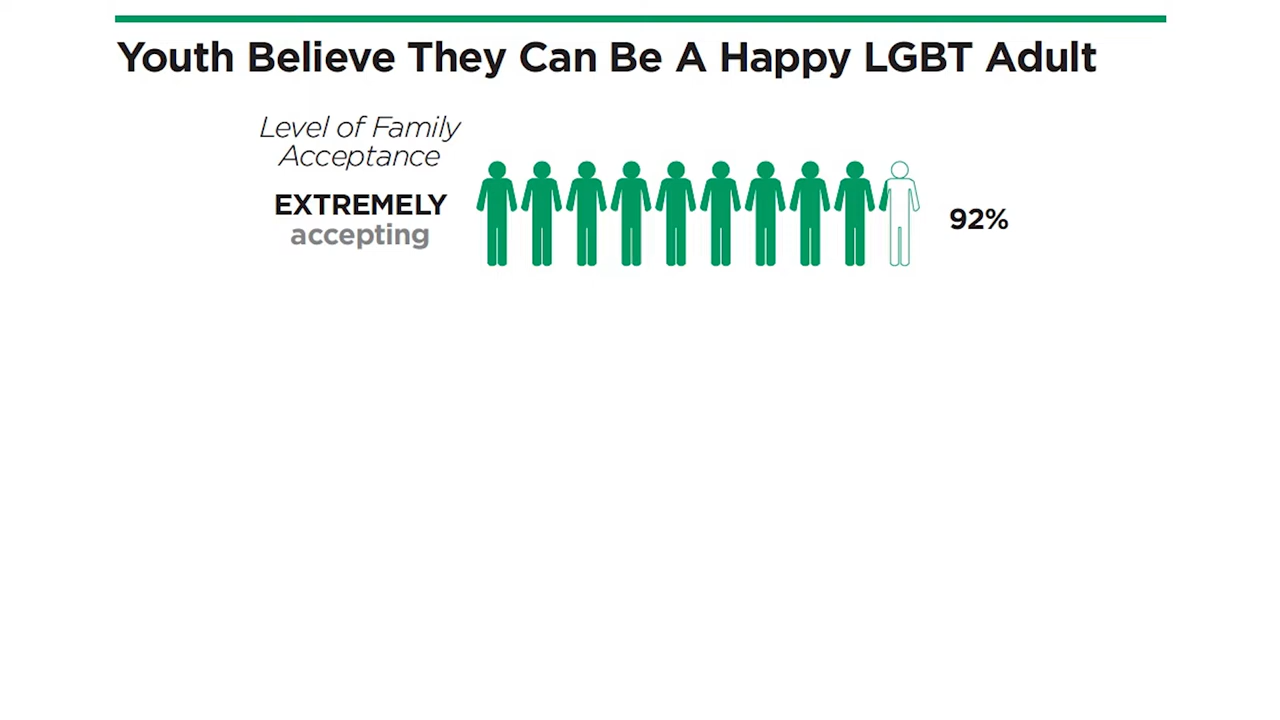 Youth Believe They Can Be A Happy LGBT Adult
Level of Family
Acceptance
EXTREMELY
accepting
92%